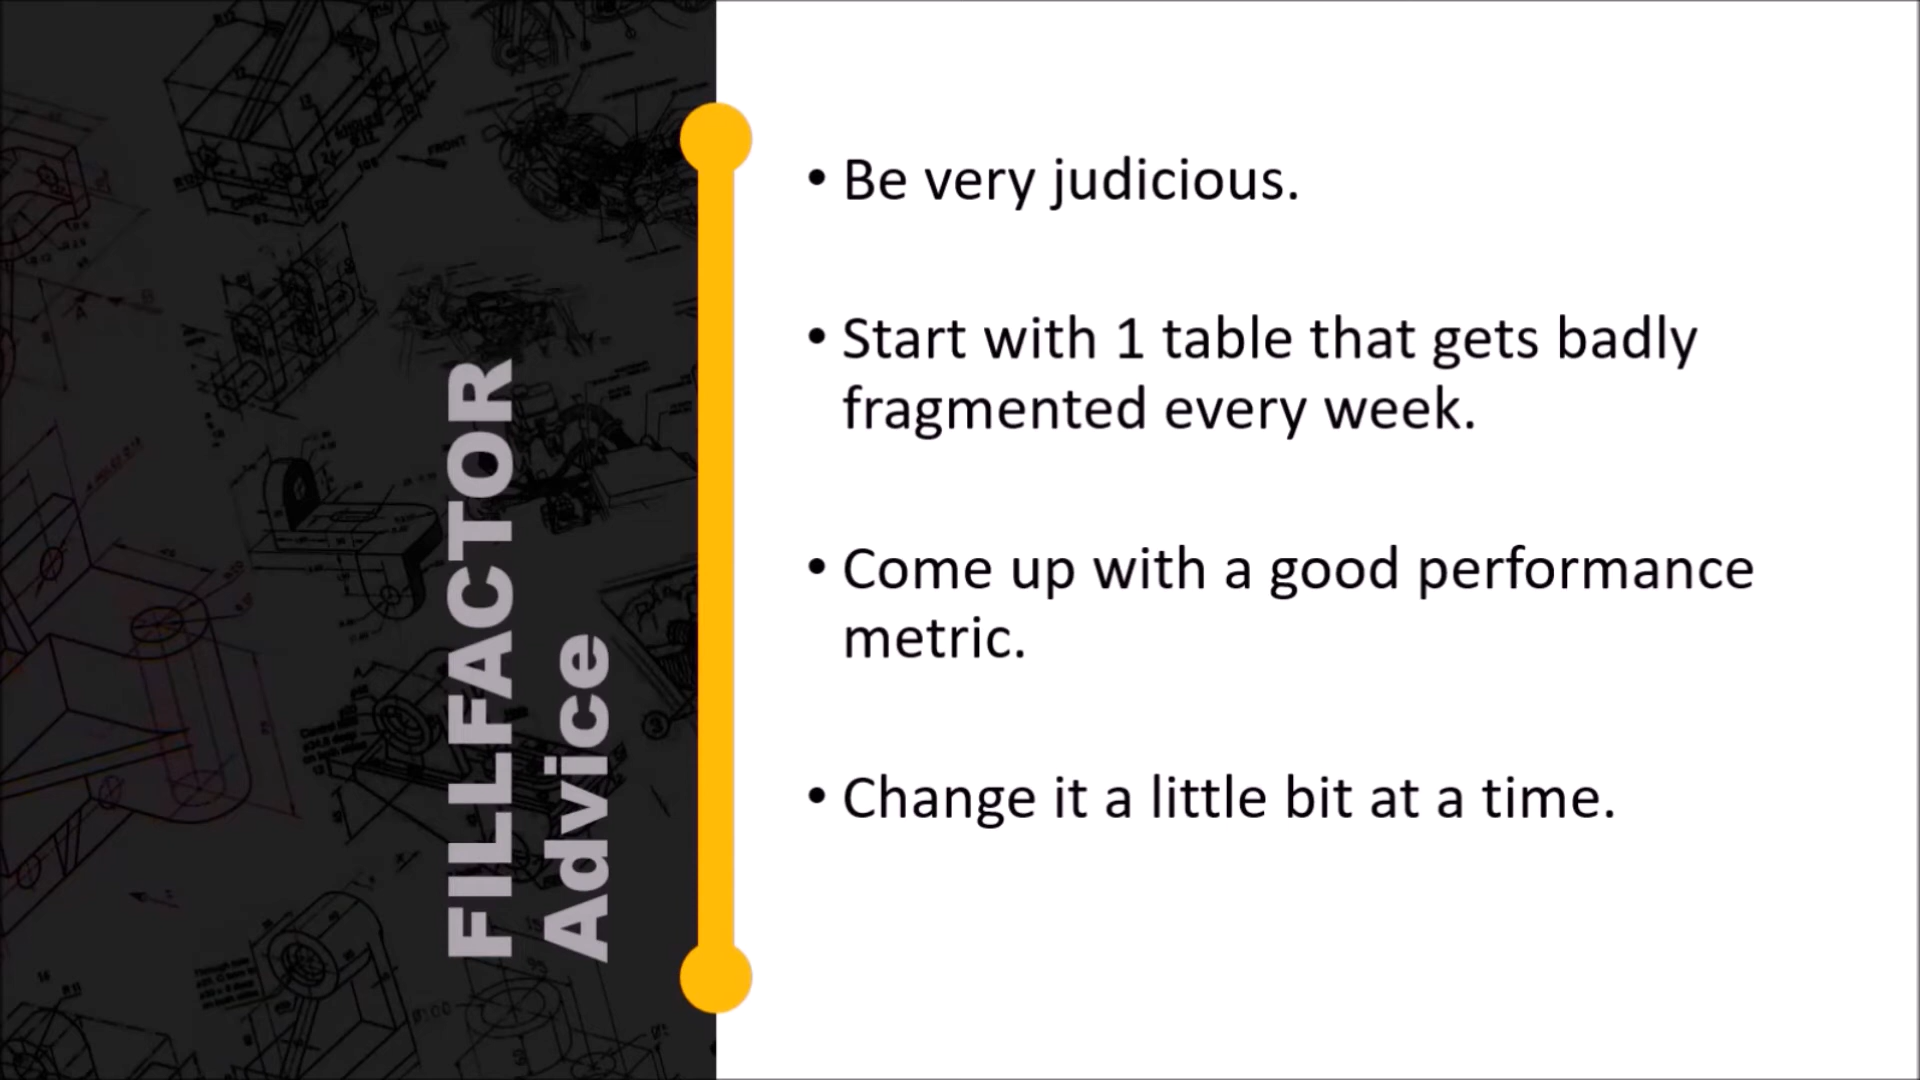 FILLFACTOR
Advice
• Be very judicious.
• Start with 1 table that gets badly
fragmented every week.
• Come up with a good performance
metric.
• Change it a little bit at a time.
FRONT